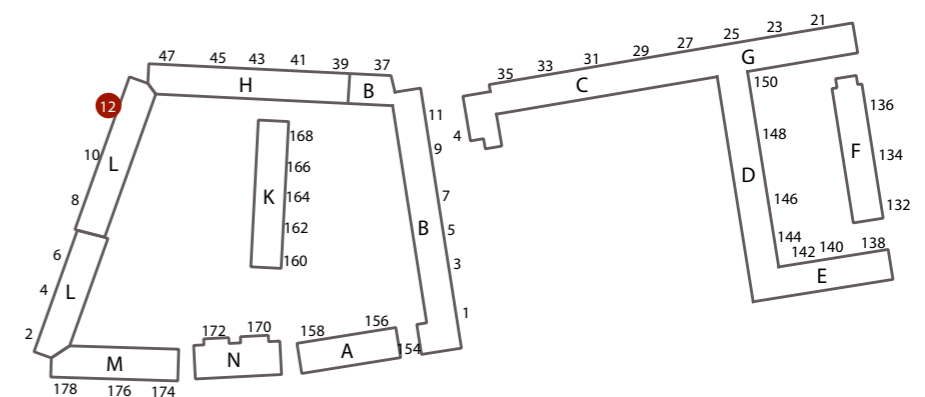 47 45 43 41 39 37
H B
12
10 L
8
6
4 L
2
M
178 176 174
168
166
K 164
162
160
172 170
N
158 156
A 154
11
9
7
B 5
3
1
35 33 31 29 27 25 23 21
C G
4
150
148
D
146
144
142 140 138
E
136
F 134
132